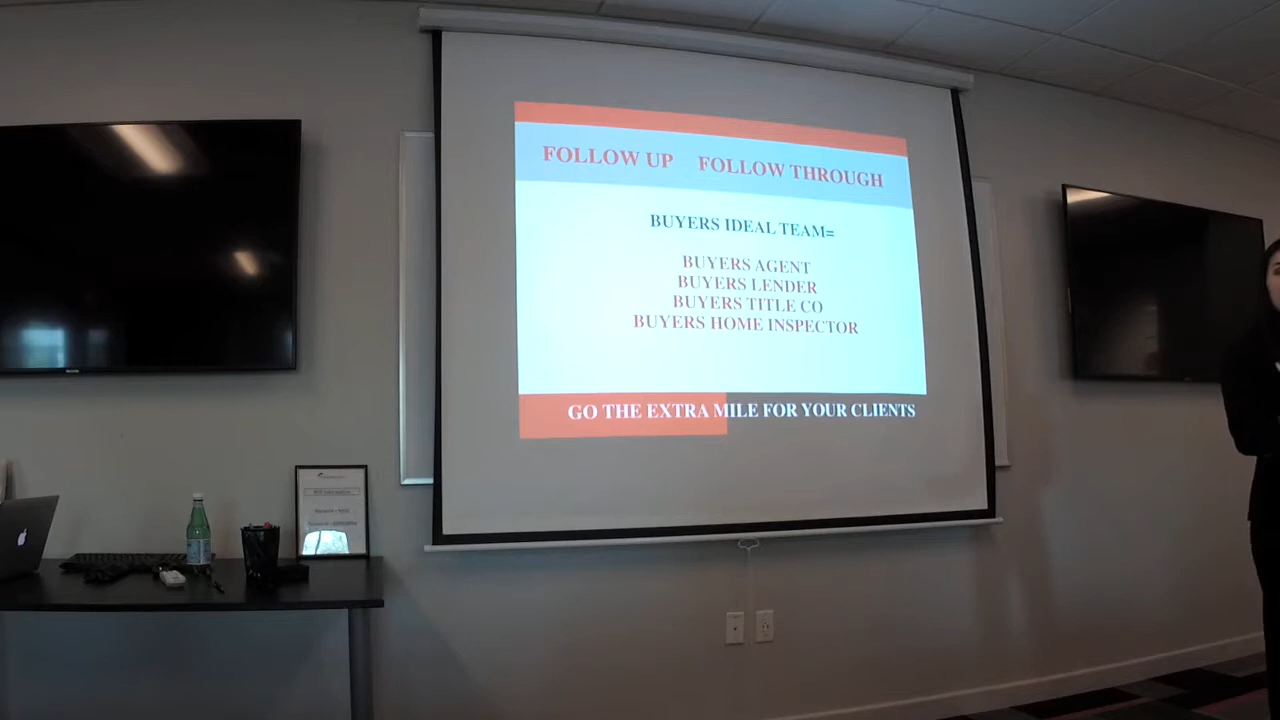 FOLLOW UP FOLLOW THROUGH
BUYERS IDEAL TEAM=
BUYERS AGENT
BUYERS LENDER
BUYERS TITLE CO
BUYERS HOME INSPECTOR
GO THE EXTRA MILE FOR YOUR CLIENTS